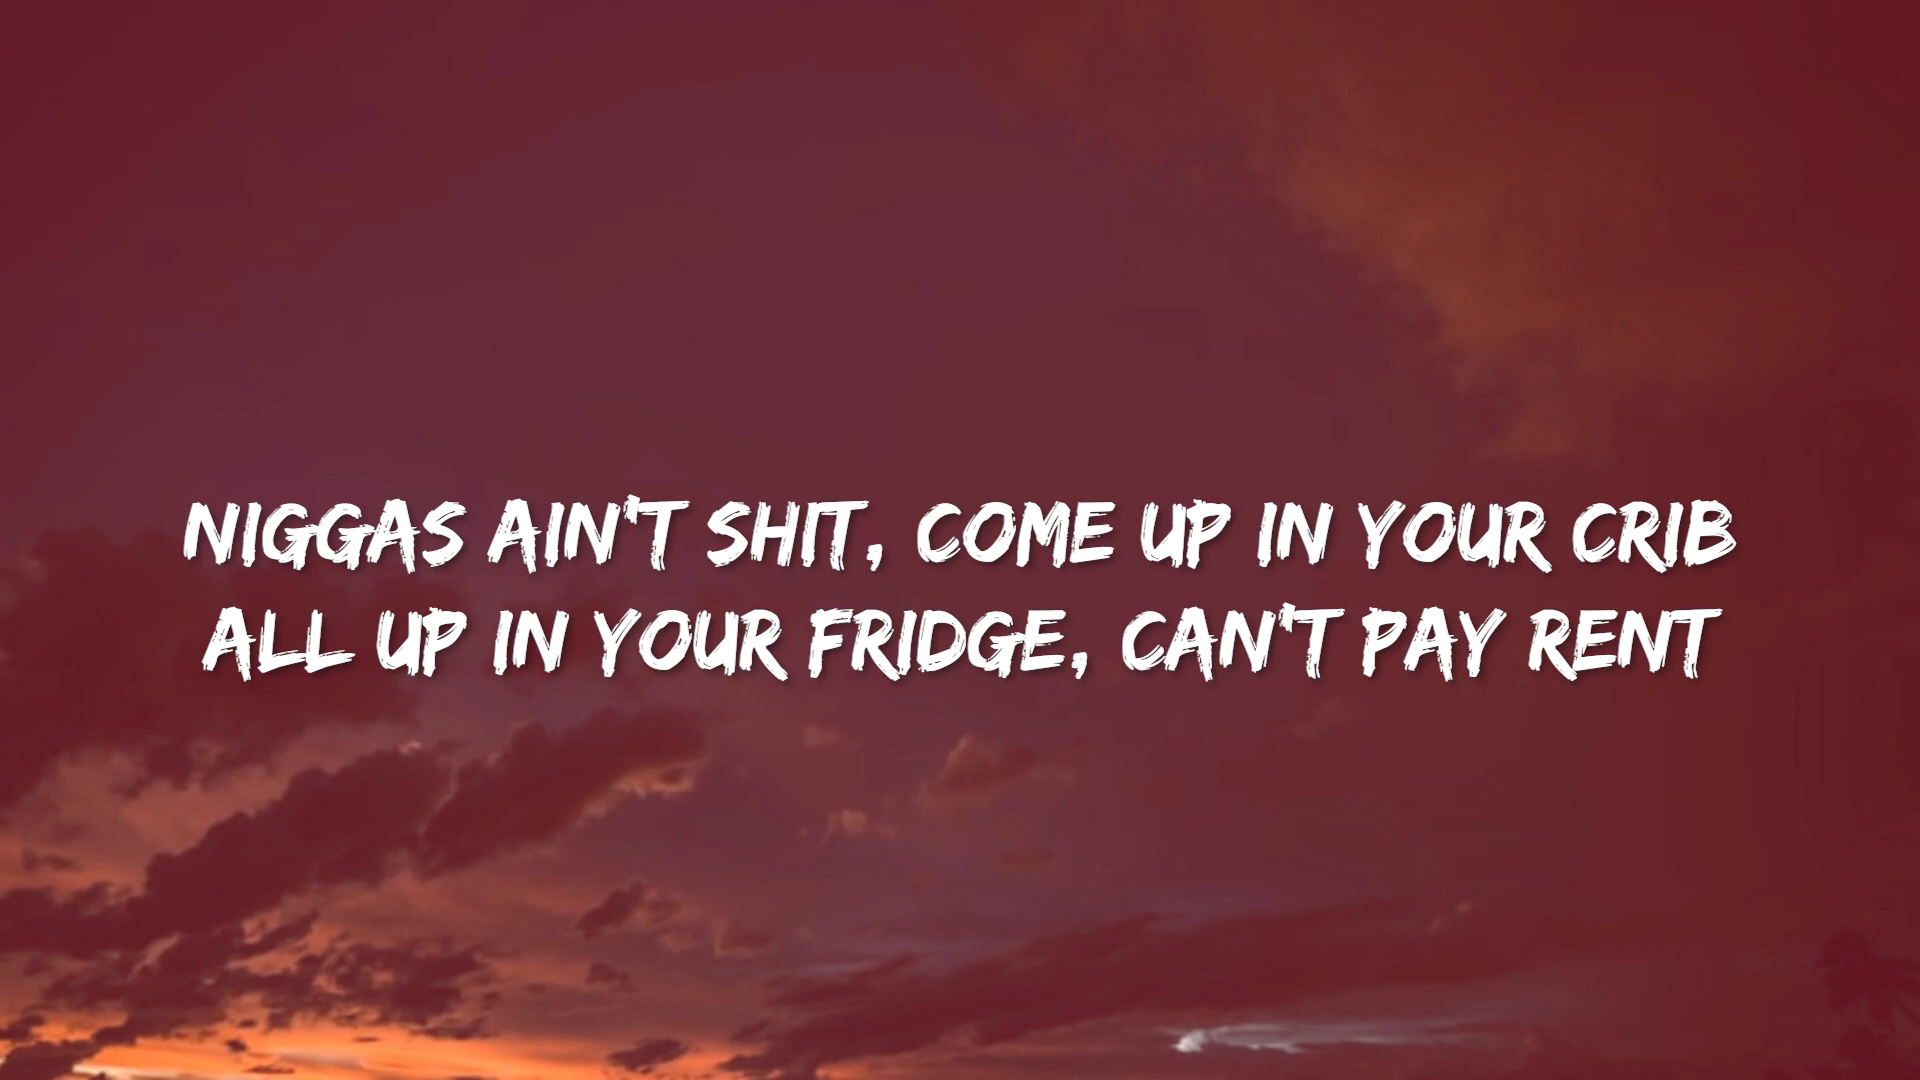 NIGGAS AIN'T SHIT, COME UP IN YOUR CRIB
ALL UP IN YOUR FRIDGE, CAN'T PAY RENT